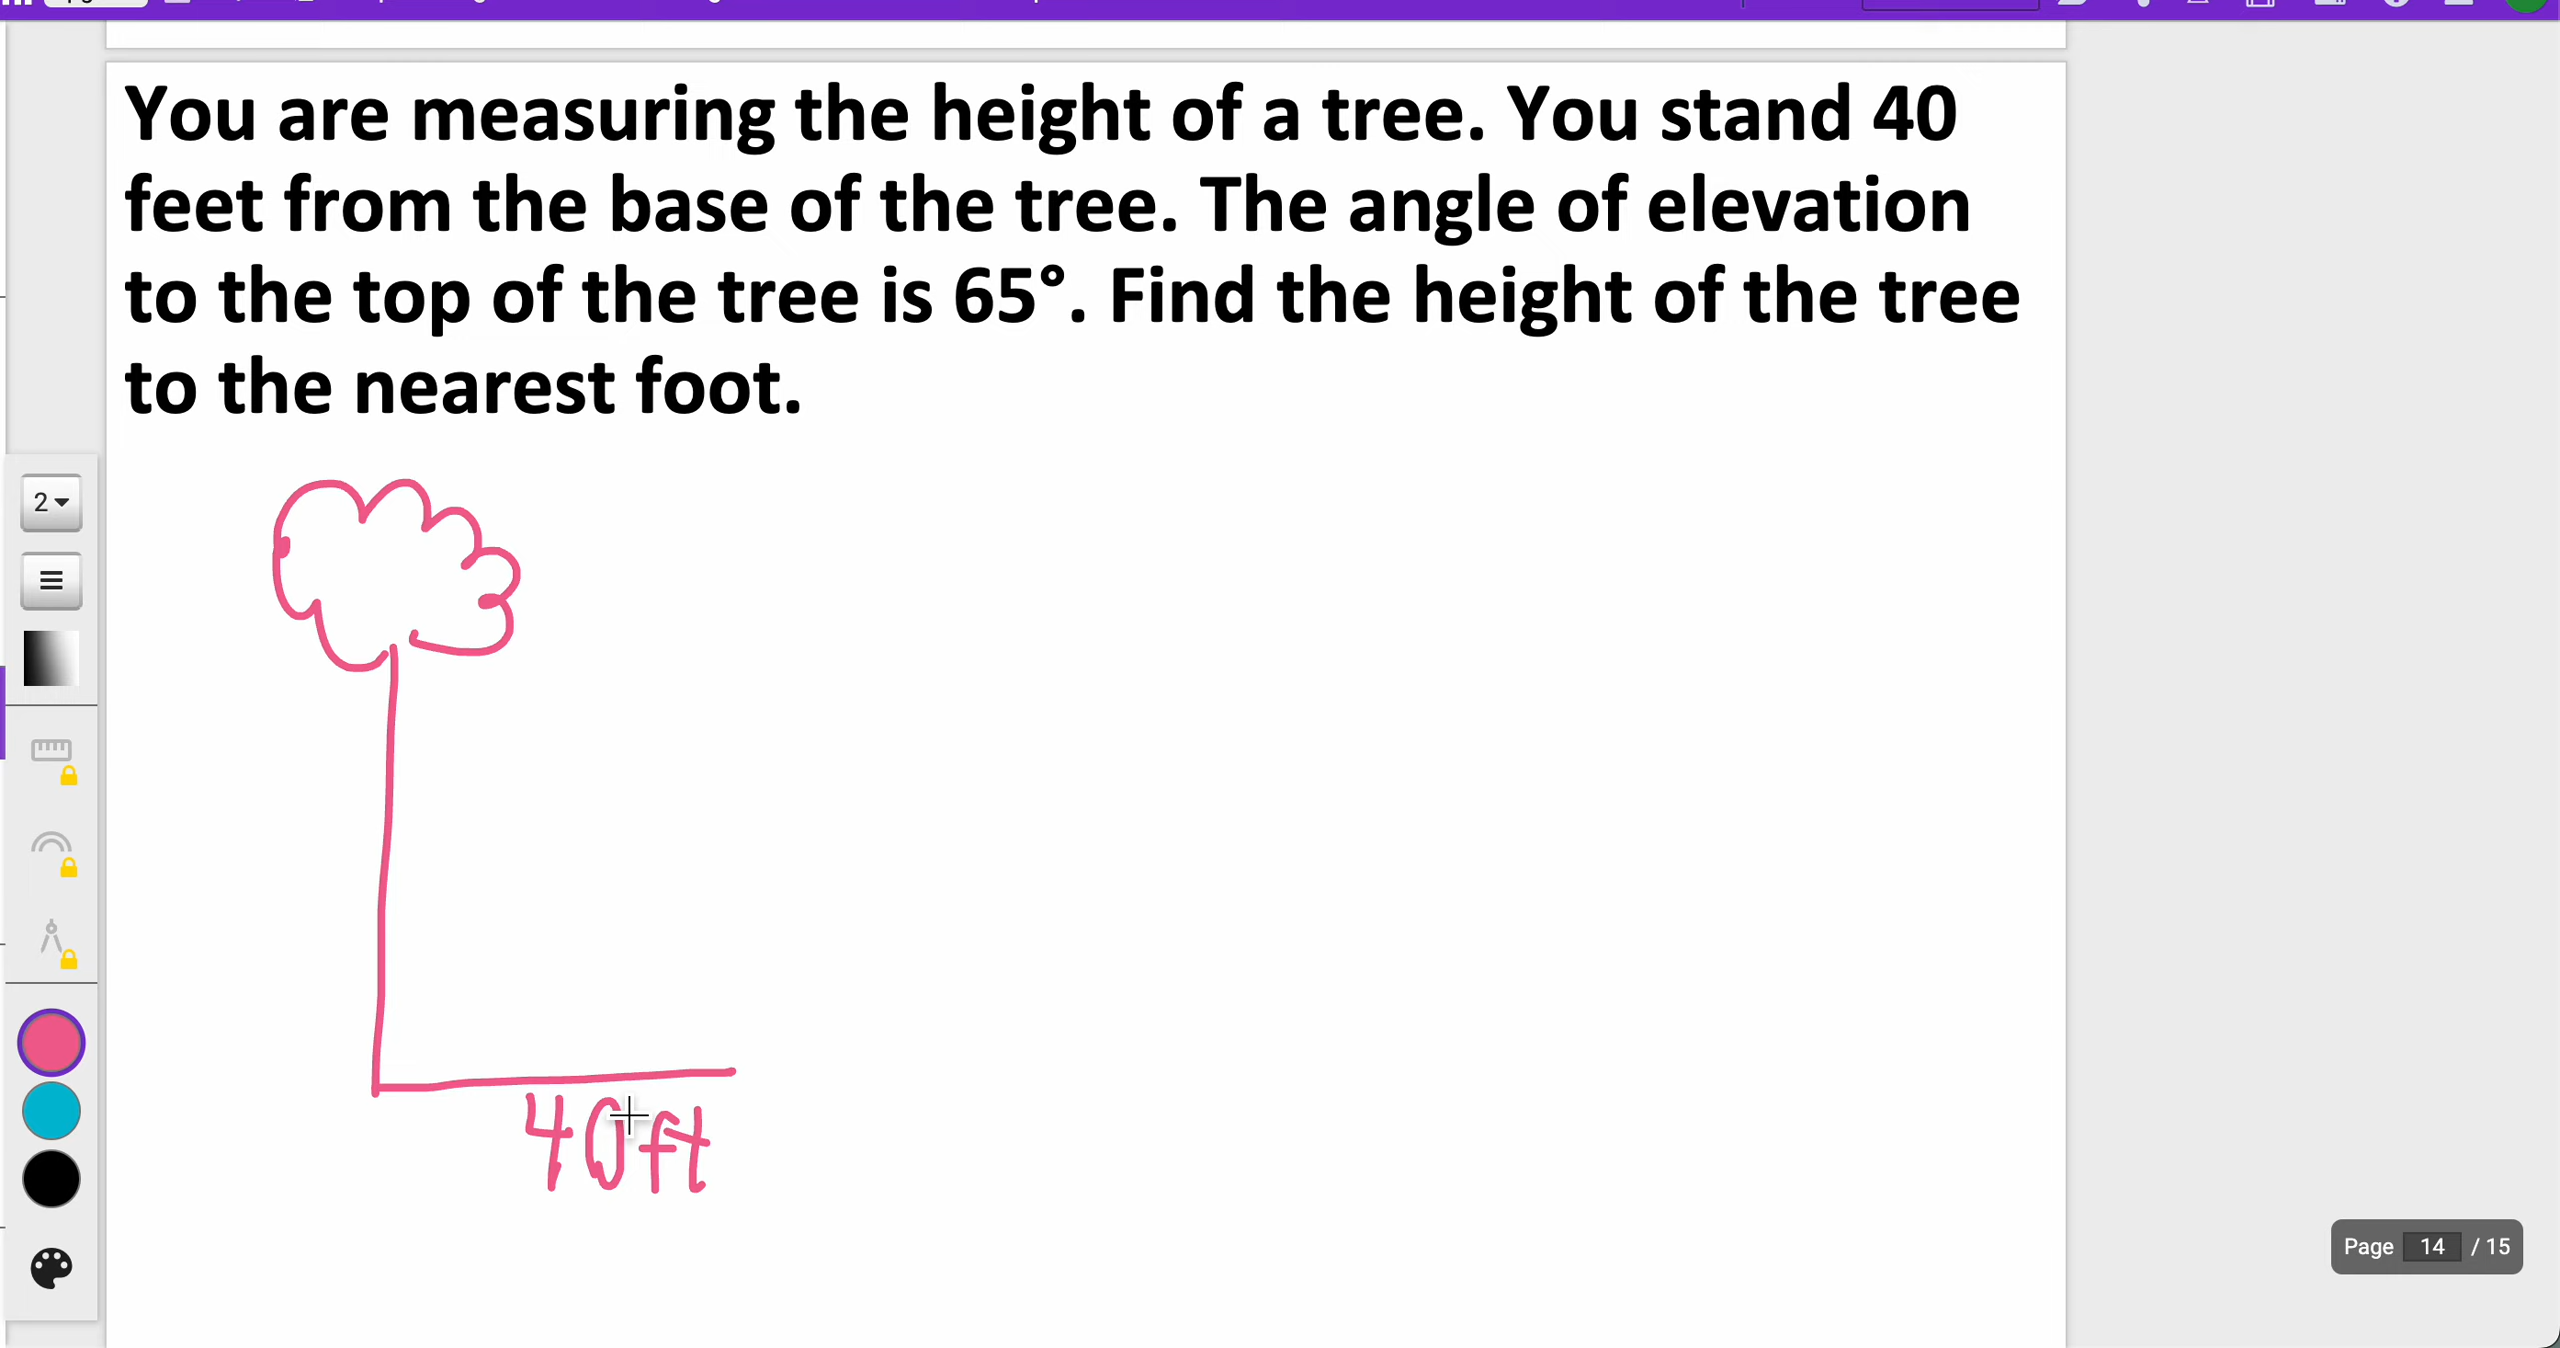 You are measuring the height of a tree. You stand 40
feet from the base of the tree. The angle of elevation
to the top of the tree is 65°. Find the height of the tree
to the nearest foot.
2
40ft
Page 14 / 15